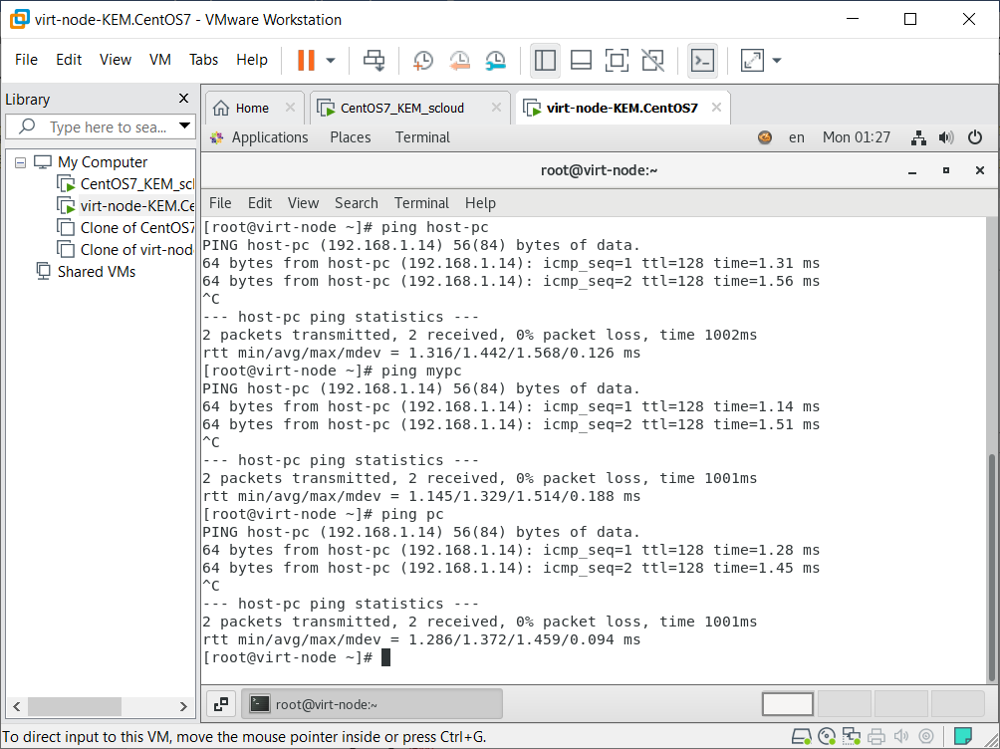 virt-node-KEM.CentOS7 - VMware Workstation
File Edit View VM Tabs Help
Library
Type here to sea...
My Computer
CentOS7_KEM_scl
virt-node-KEM.Ce
Clone of CentOS7
Clone of virt-nod
Shared VMs
Home CentOS7_KEM_scloud virt-node-KEM.CentOS7
Applications Places Terminal en Mon 01:27
root@virt-node:~
File Edit View Search Terminal Help
[root@virt-node ~]# ping host-pc
PING host-pc (192.168.1.14) 56(84) bytes of data.
64 bytes from host-pc (192.168.1.14): icmp_seq=1 ttl=128 time=1.31 ms
64 bytes from host-pc (192.168.1.14): icmp_seq=2 ttl=128 time=1.56 ms
^C
--- host-pc ping statistics ---
2 packets transmitted, 2 received, 0% packet loss, time 1002ms
rtt min/avg/max/mdev = 1.316/1.442/1.568/0.126 ms
[root@virt-node ~]# ping mypc
PING host-pc (192.168.1.14) 56(84) bytes of data.
64 bytes from host-pc (192.168.1.14): icmp_seq=1 ttl=128 time=1.14 ms
64 bytes from host-pc (192.168.1.14): icmp_seq=2 ttl=128 time=1.51 ms
^C
--- host-pc ping statistics ---
2 packets transmitted, 2 received, 0% packet loss, time 1001ms
rtt min/avg/max/mdev = 1.145/1.329/1.514/0.188 ms
[root@virt-node ~]# ping pc
PING host-pc (192.168.1.14) 56(84) bytes of data.
64 bytes from host-pc (192.168.1.14): icmp_seq=1 ttl=128 time=1.28 ms
64 bytes from host-pc (192.168.1.14): icmp_seq=2 ttl=128 time=1.45 ms
^C
--- host-pc ping statistics ---
2 packets transmitted, 2 received, 0% packet loss, time 1001ms
rtt min/avg/max/mdev = 1.286/1.372/1.459/0.094 ms
[root@virt-node ~]#
root@virt-node:~
To direct input to this VM, move the mouse pointer inside or press Ctrl+G.